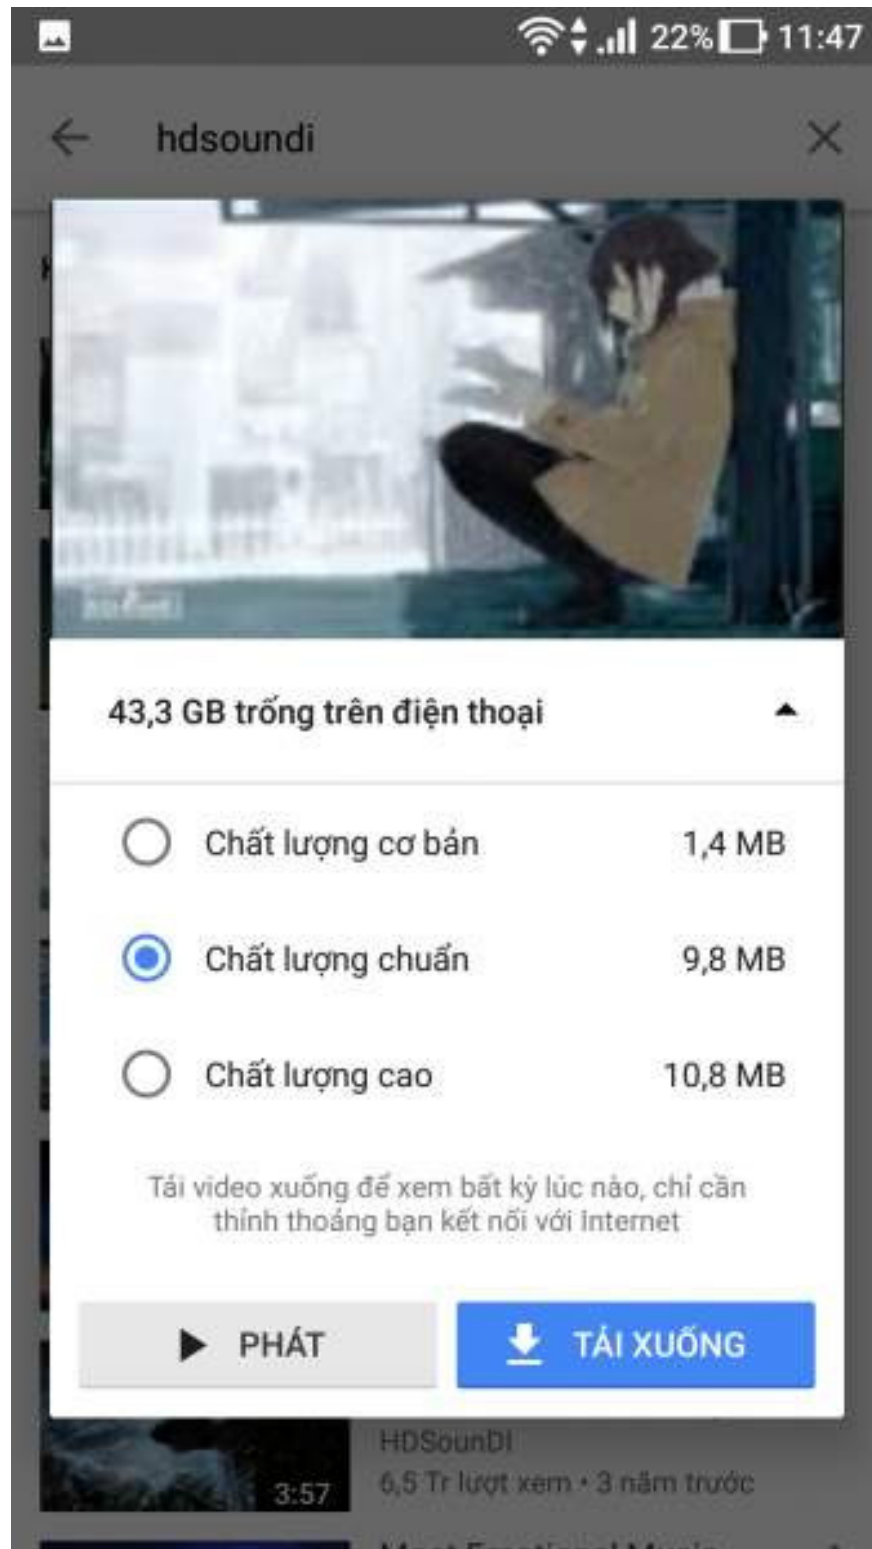 22% 11:47
hdsoundi
43,3 GB trống trên điện thoại
Chất lượng cơ bản 1,4 MB
Chất lượng chuẩn 9,8 MB
Chất lượng cao 10,8 MB
Tải video xuống để xem bất kỳ lúc nào, chỉ cần
thỉnh thoảng bạn kết nối với Internet
PHÁT
TẢI XUỐNG
HDSounDI
3:57
6,5 Tr lượt xem • 3 năm trước
Most Emotional Music